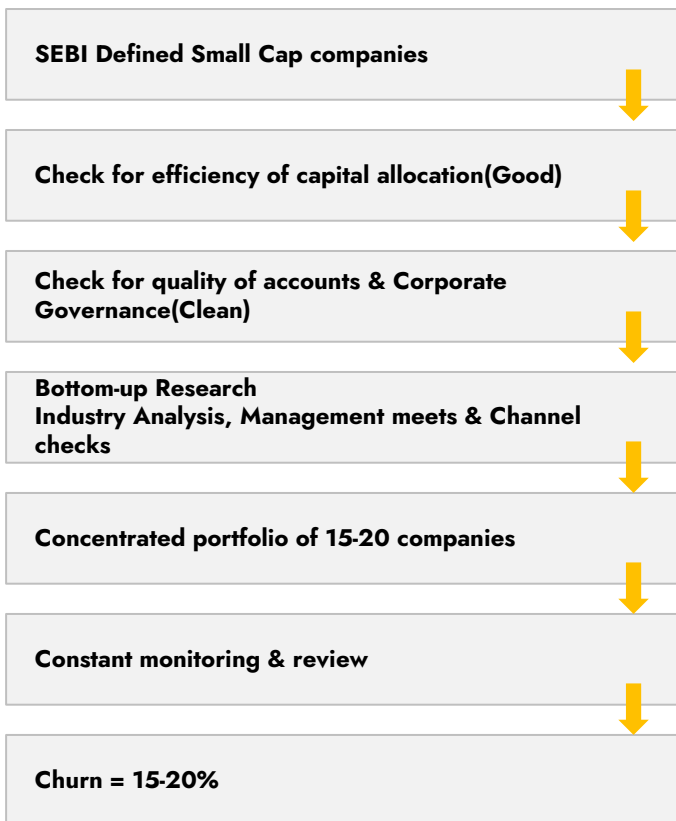 SEBI Defined Small Cap companies
Check for efficiency of capital allocation(Good)
Check for quality of accounts & Corporate
Governance(Clean)
Bottom-up Research
Industry Analysis, Management meets & Channel
checks
Concentrated portfolio of 15-20 companies
Constant monitoring & review
Churn = 15-20%